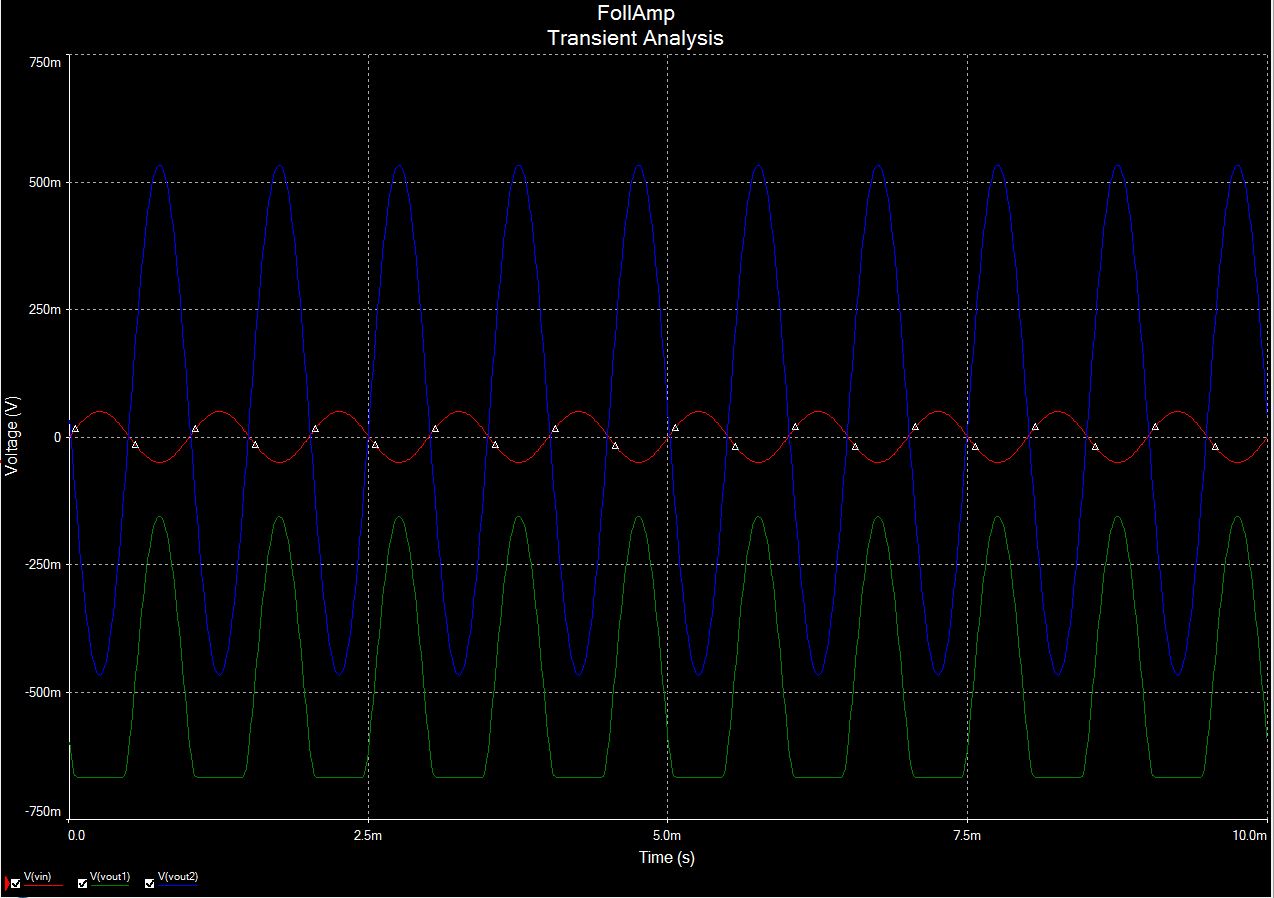 FollAmp
Transient Analysis
750m
500m
250m
0
-250m
-500m
-750m
Voltage (V)
0.0 2.5m 5.0m 7.5m 10.0m
Time (s)
V(vin) V(vout1) V(vout2)